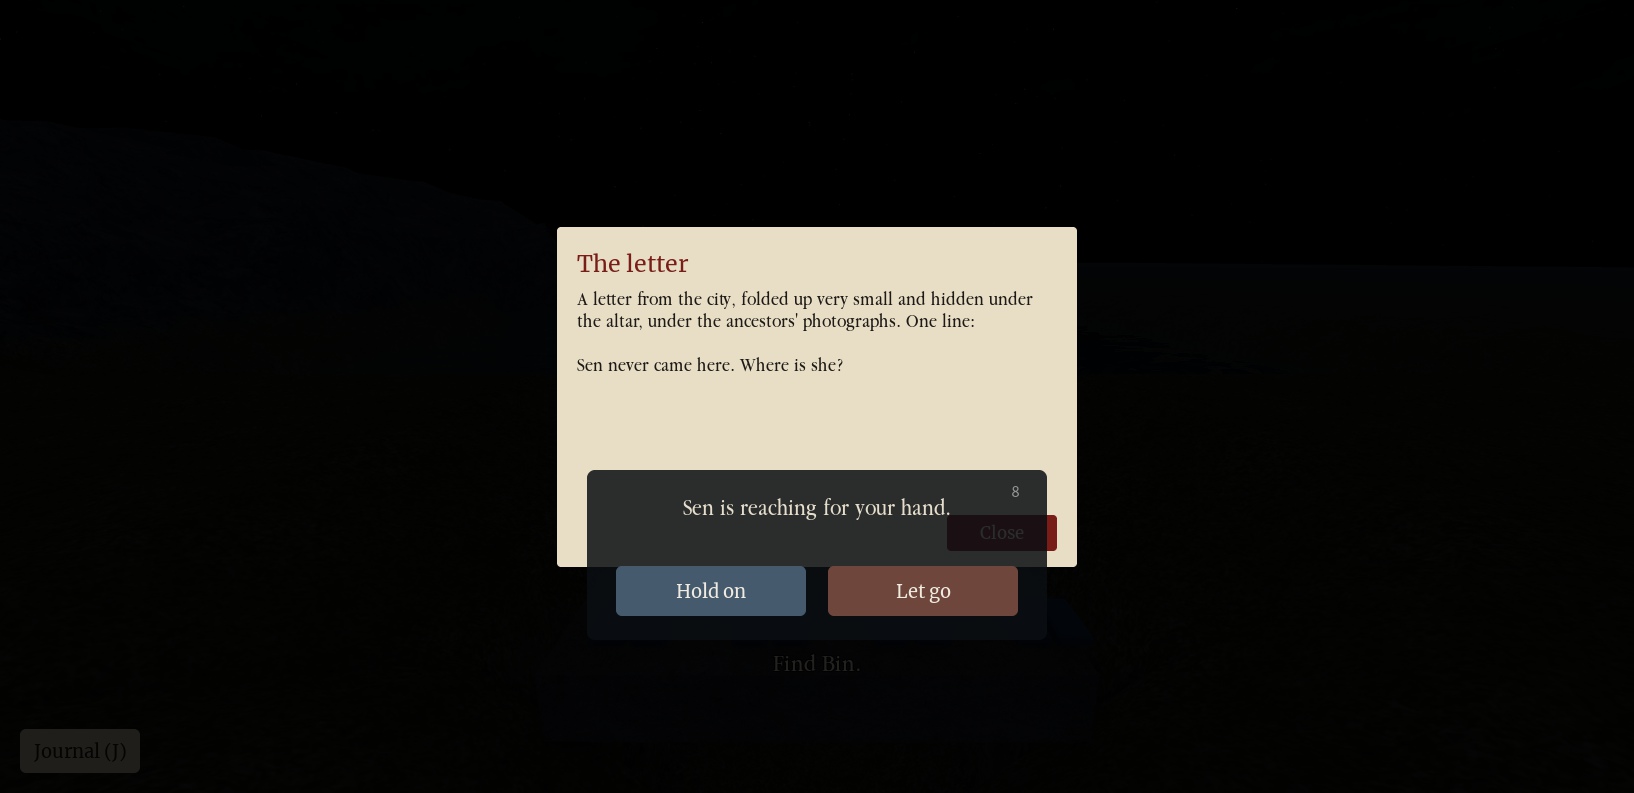 The letter
A letter from the city, folded up very small and hidden under
the altar, under the ancestors' photographs. One line:
Sen never came here. Where is she?
8
Sen is reaching for your hand.
Close
Hold on
Let go
Find Bin.
Journal (J)